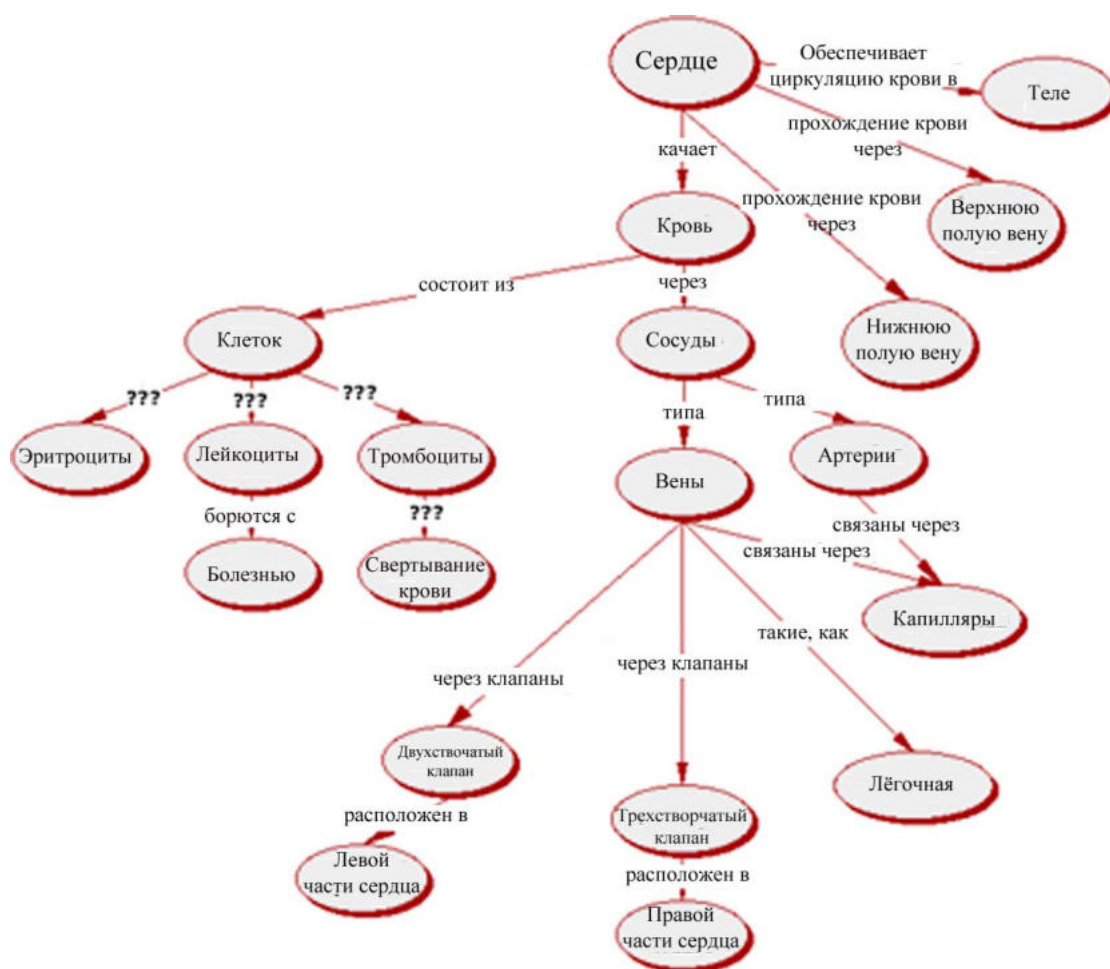 Сердце
Обеспечивает
циркуляцию крови в
Теле
прохождение крови
через
Верхнюю
полую вену
качает
прохождение крови
через
Кровь
Нижнюю
полую вену
состоит из
через
Клеток
Сосуды
???
???
???
типа
типа
Эритроциты
Лейкоциты
Тромбоциты
Вены
Артерии
борются с
???
связаны через
связаны через
Болезнью
Свертывание
крови
Капилляры
через клапаны
через клапаны
такие, как
Двухствочатый
клапан
Лёгочная
Трехстворчатый
клапан
расположен в
Левой
части сердца
расположен в
Правой
части сердца